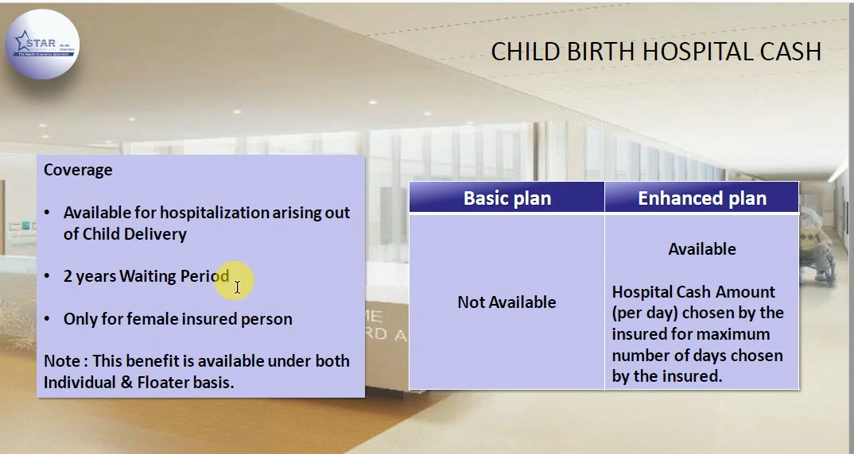 STAR
CHILD BIRTH HOSPITAL CASH
Coverage
• Available for hospitalization arising out
of Child Delivery
• 2 years Waiting Period
• Only for female insured person
Note : This benefit is available under both
Individual & Floater basis.
Basic plan
Enhanced plan
Not Available
Available
Hospital Cash Amount
(per day) chosen by the
insured for maximum
number of days chosen
by the insured.
ME
RD A